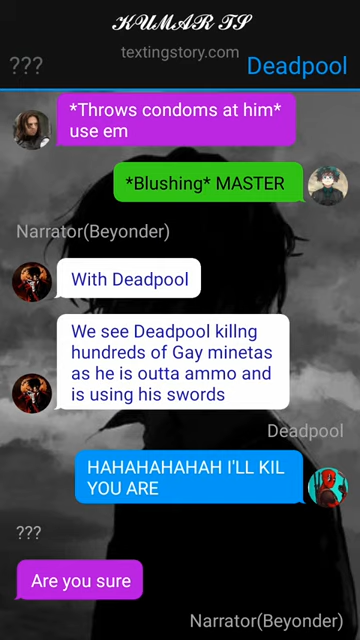 KUMAR TS
textingstory.com
??? Deadpool
*Throws condoms at him*
use em
*Blushing* MASTER
Narrator(Beyonder)
With Deadpool
We see Deadpool killng
hundreds of Gay minetas
as he is outta ammo and
is using his swords
Deadpool
HAHAHAHAHAH I'LL KIL
YOU ARE
???
Are you sure
Narrator(Beyonder)